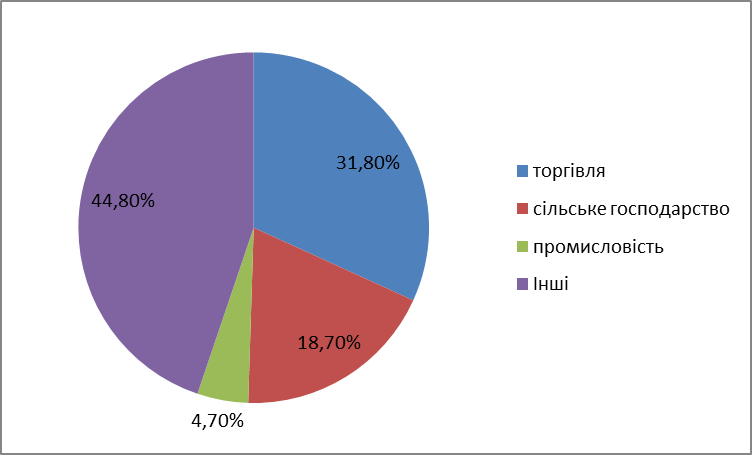 31,80%
44,80%
18,70%
4,70%
торгівля
сільське господарство
промисловість
Інші